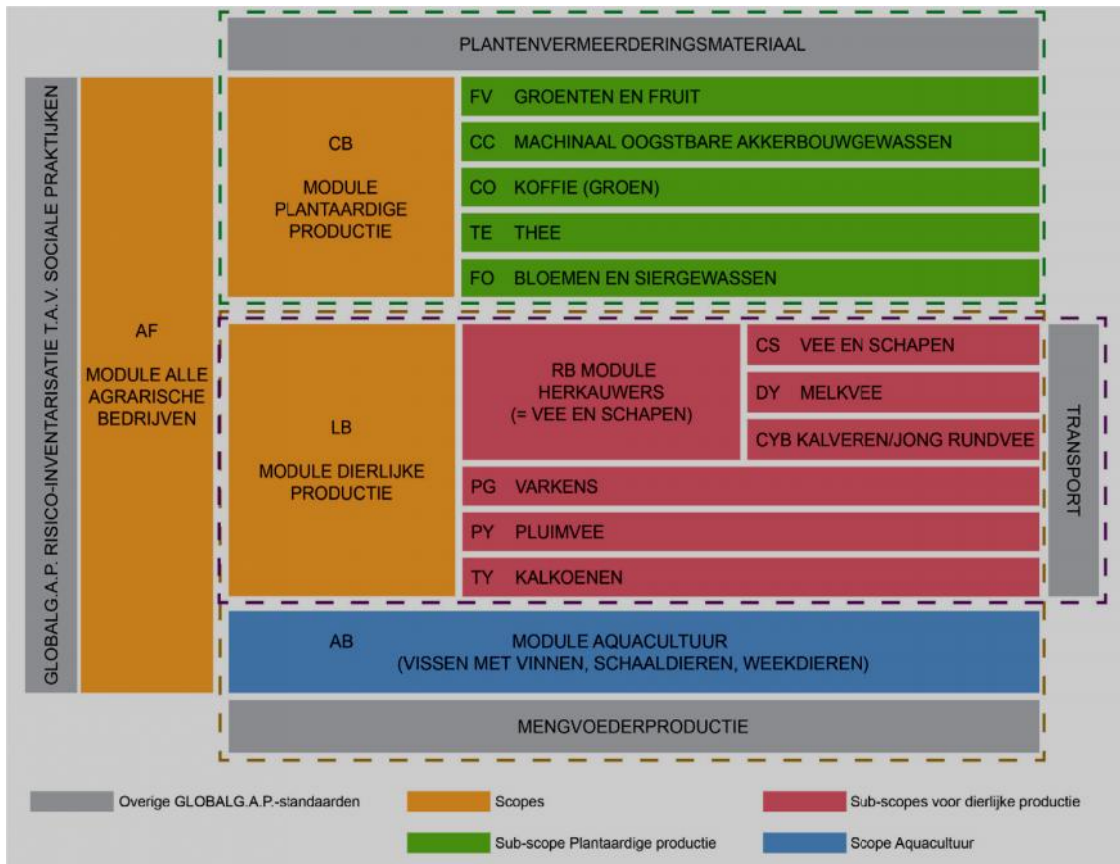 PLANTENVERMEERDERINGSMATERIAAL
GLOBALG.A.P. RISICO-INVENTARISATIE T.A.V. SOCIALE PRAKTIJKEN
AF
MODULE ALLE
AGRARISCHE
BEDRIJVEN
CB
MODULE
PLANTAARDIGE
PRODUCTIE
FV GROENTEN EN FRUIT
CC MACHINAAL OOGSTBARE AKKERBOUWGEWASSEN
CO KOFFIE (GROEN)
TE THEE
FO BLOEMEN EN SIERGEWASSEN
LB
MODULE DIERLIJKE
PRODUCTIE
RB MODULE
HERKAUWERS
(= VEE EN SCHAPEN)
CS VEE EN SCHAPEN
DY MELKVEE
CYB KALVEREN/JONG RUNDVEE
PG VARKENS
PY PLUIMVEE
TY KALKOENEN
TRANSPORT
AB MODULE AQUACULTUUR
(VISSEN MET VINNEN, SCHAALDIEREN, WEEKDIEREN)
MENGVOEDERPRODUCTIE
Overige GLOBALG.A.P.-standaarden
Scopes
Sub-scopes voor dierlijke productie
Sub-scope Plantaardige productie
Scope Aquacultuur